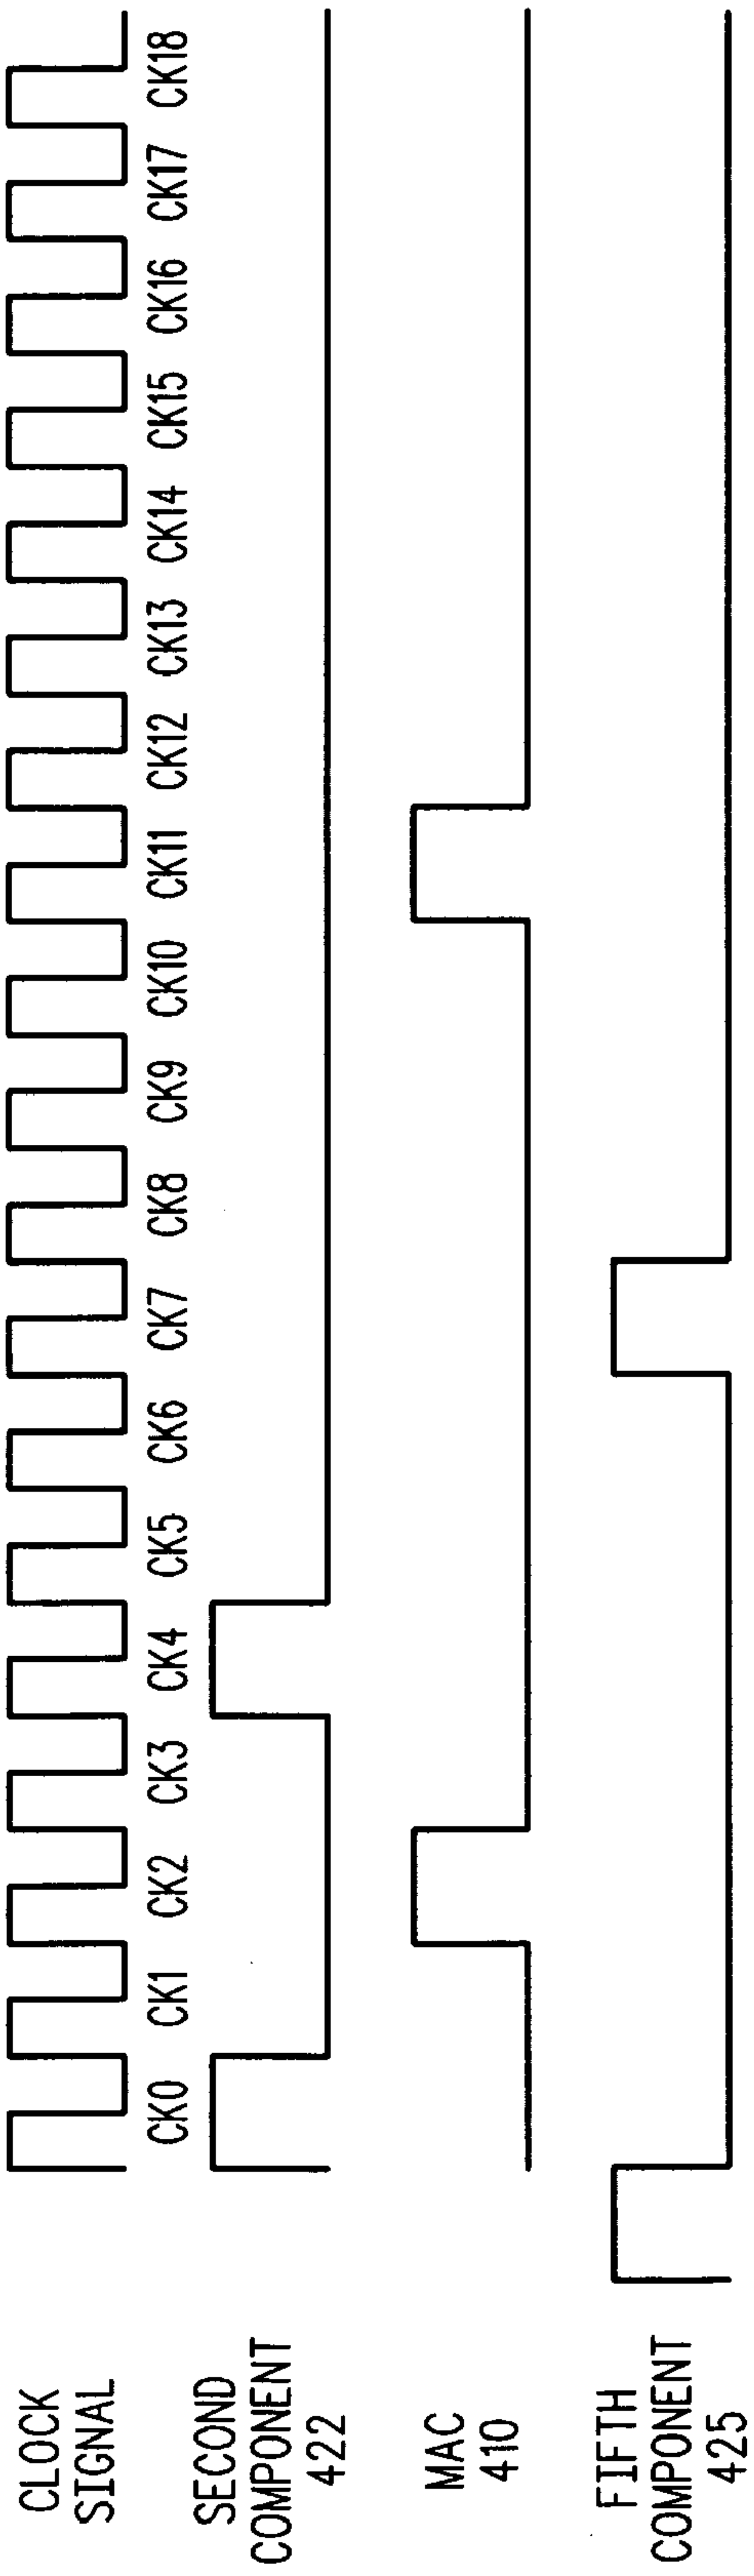 CLOCK
SIGNAL
CK0 CK1 CK2 CK3 CK4 CK5 CK6 CK7 CK8 CK9 CK10 CK11 CK12 CK13 CK14 CK15 CK16 CK17 CK18
SECOND
COMPONENT
422
MAC
410
FIFTH
COMPONENT
425